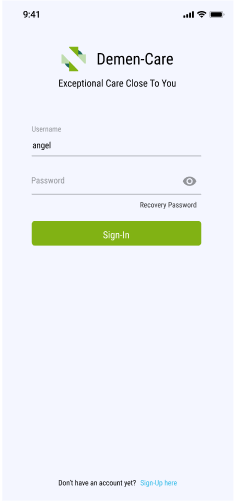 9:41
Demen-Care
Exceptional Care Close To You
Username
angel
Password
Recovery Password
Sign-In
Don't have an account yet? Sign-Up here